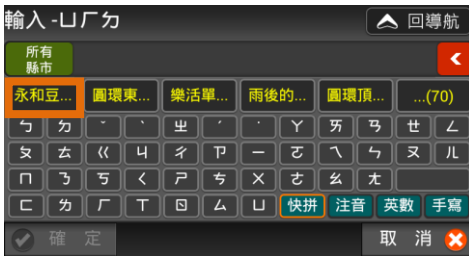 輸入 -ㄩㄏㄉ 回導航
所有
縣市
永和豆... 圓環東... 樂活單... 雨後的... 圓環頂... ...(70)
ㄅ ㄉ ˇ ˋ ㄓ ˊ ˙ ㄚ ㄞ ㄢ ㄝ ㄥ
ㄆ ㄊ ㄍ ㄐ ㄔ ㄗ ㄧ ㄛ ㄟ ㄣ ㄡ ㄦ
ㄇ ㄋ ㄎ ㄑ ㄕ ㄘ ㄨ ㄜ ㄠ ㄤ
ㄈ ㄌ ㄏ ㄒ ㄖ ㄙ ㄩ 快拼 注音 英數 手寫
確 定 取 消